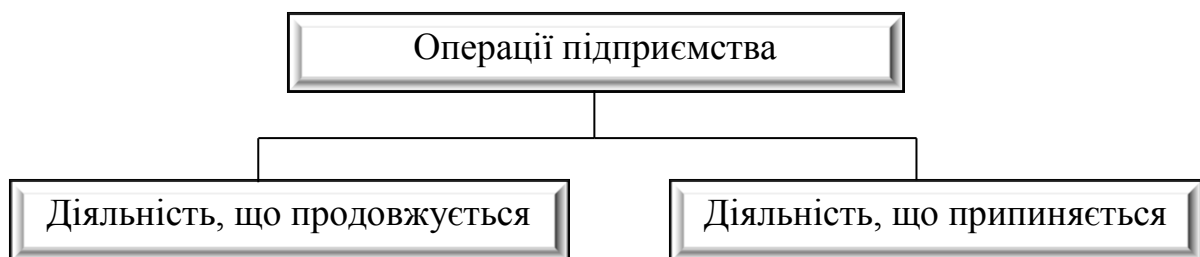 Операції підприємства
Діяльність, що продовжується
Діяльність, що припиняється